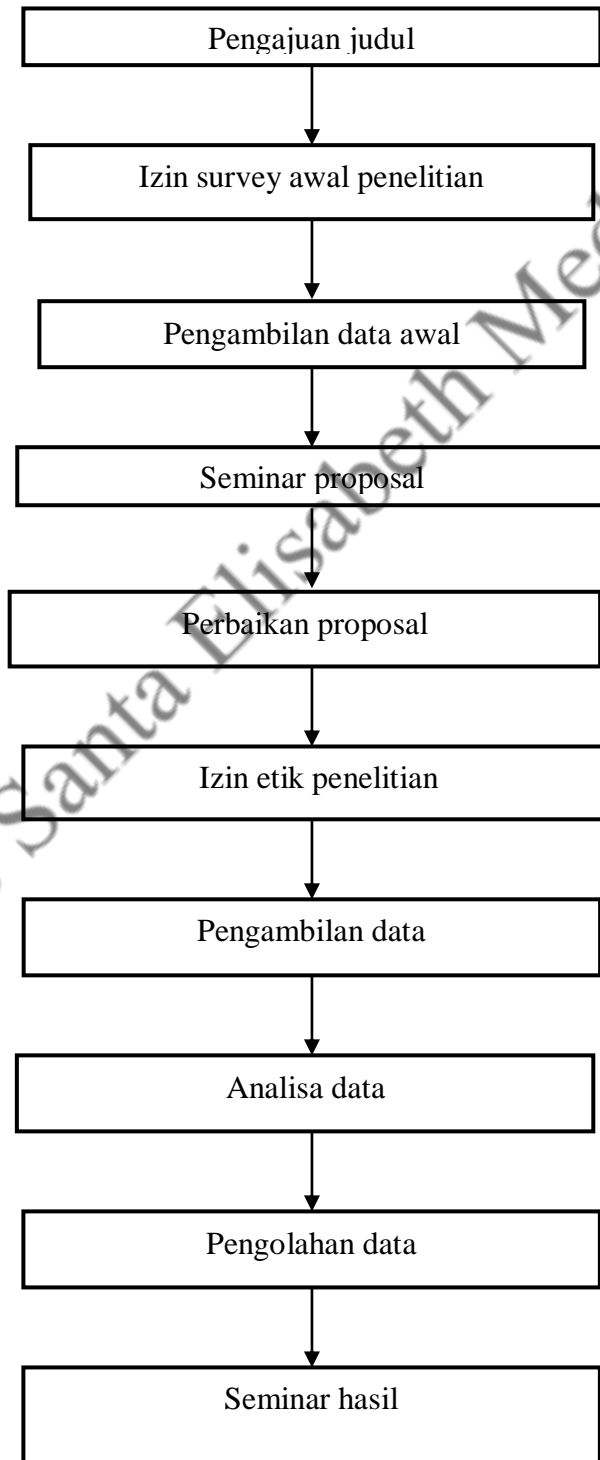 Pengajuan judul
Izin survey awal penelitian
Pengambilan data awal
Seminar proposal
Perbaikan proposal
Izin etik penelitian
Pengambilan data
Analisa data
Pengolahan data
Seminar hasil
Santa Elisabeth